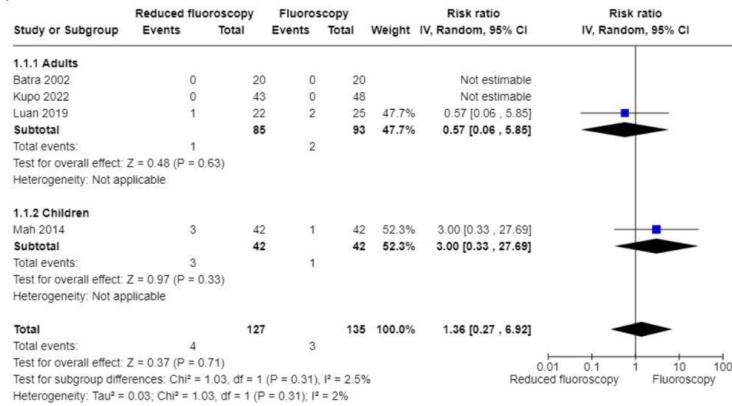 Reduced fluoroscopy Fluoroscopy Risk ratio Risk ratio
Study or Subgroup Events Total Events Total Weight IV, Random, 95% CI IV, Random, 95% CI
1.1.1 Adults
Batra 2002 0 20 0 20 Not estimable
Kupo 2022 0 43 0 48 Not estimable
Luan 2019 1 22 2 25 47.7% 0.57 [0.06 , 5.85]
Subtotal 85 93 47.7% 0.57 [0.06 , 5.85]
Total events: 1 2
Test for overall effect: Z = 0.48 (P = 0.63)
Heterogeneity: Not applicable
1.1.2 Children
Mah 2014 3 42 1 42 52.3% 3.00 [0.33 , 27.69]
Subtotal 42 42 52.3% 3.00 [0.33 , 27.69]
Total events: 3 1
Test for overall effect: Z = 0.97 (P = 0.33)
Heterogeneity: Not applicable
Total 127 135 100.0% 1.36 [0.27 , 6.92]
Total events: 4 3
Test for overall effect: Z = 0.37 (P = 0.71)
0.01 0.1 1 10 100
Test for subgroup differences: Chi² = 1.03, df = 1 (P = 0.31), I² = 2.5%
Reduced fluoroscopy Fluoroscopy
Heterogeneity: Tau² = 0.03; Chi² = 1.03, df = 1 (P = 0.31); I² = 2%